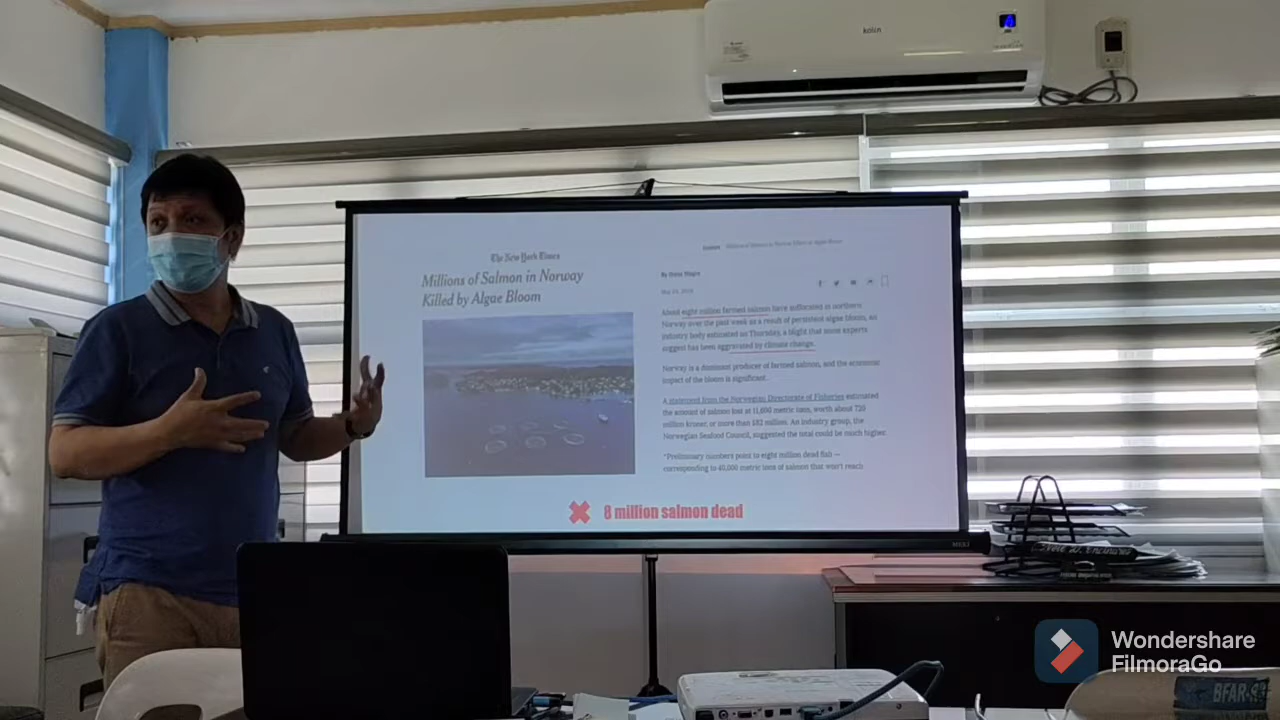 kolin
The New York Times
Millions of Salmon in Norway
Killed by Algae Bloom
About eight million farmed salmon have suffocated in northern
Norway over the past week as a result of persistent algae bloom, an
industry body estimated on Thursday, a blight that some experts
suggest has been aggravated by climate change.
Norway is a dominant producer of farmed salmon, and the economic
impact of the bloom is significant.
A statement from the Norwegian Directorate of Fisheries estimated
the amount of salmon lost at 11,600 metric tons, worth about 720
million kroner, or more than $82 million. An industry group, the
Norwegian Seafood Council, suggested the total could be much higher.
"Preliminary numbers point to eight million dead fish —
corresponding to 40,000 metric tons of salmon that won't reach
8 million salmon dead
Wondershare
FilmoraGo